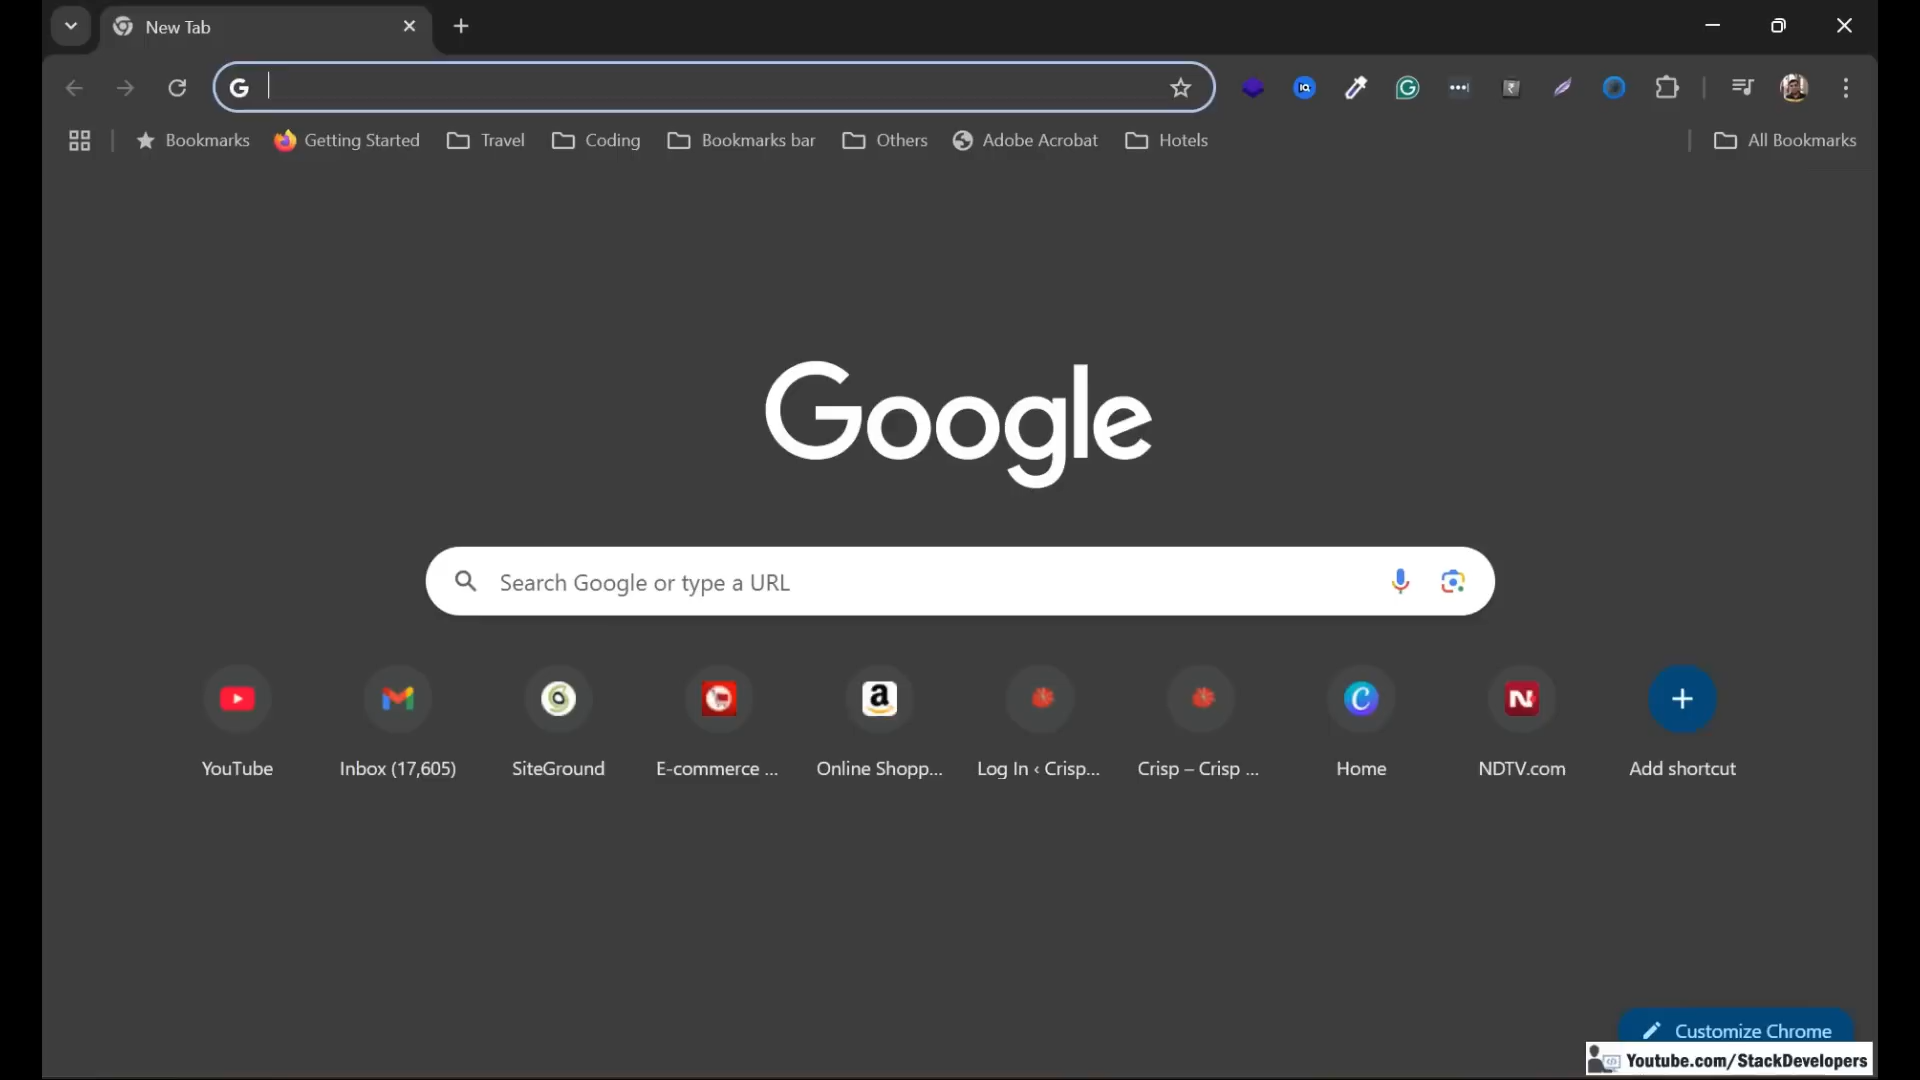 New Tab
Bookmarks
Getting Started
Travel
Coding
Bookmarks bar
Others
Adobe Acrobat
Hotels
All Bookmarks
Google
Search Google or type a URL
YouTube
Inbox (17,605)
SiteGround
E-commerce ...
Online Shopp...
Log In ‹ Crisp...
Crisp – Crisp ...
Home
NDTV.com
Add shortcut
Customize Chrome
Youtube.com/StackDevelopers